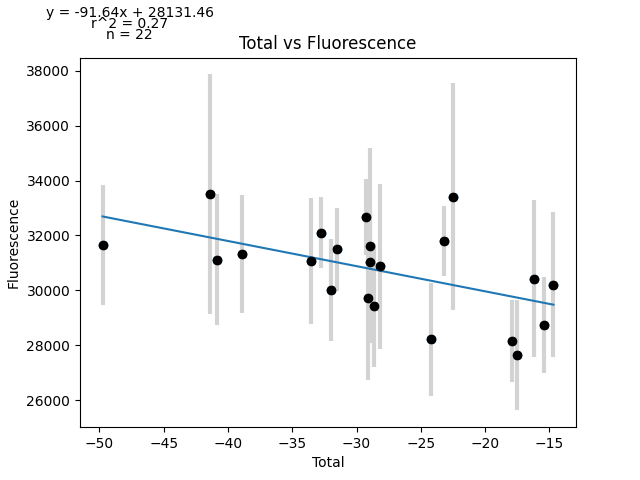 y = -91.64x + 28131.46
r^2 = 0.27
n = 22
Total vs Fluorescence
38000
36000
34000
32000
30000
28000
26000
Fluorescence
−50 −45 −40 −35 −30 −25 −20 −15
Total